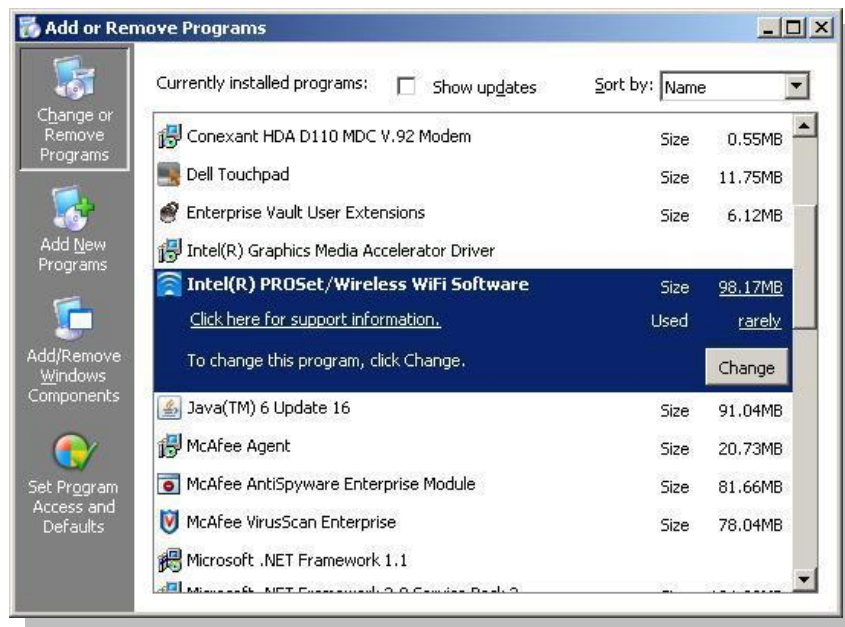 Add or Remove Programs
Currently installed programs: Show updates Sort by: Name
Change or
Remove
Programs
Add New
Programs
Add/Remove
Windows
Components
Set Program
Access and
Defaults
Conexant HDA D110 MDC V.92 Modem Size 0.55MB
Dell Touchpad Size 11.75MB
Enterprise Vault User Extensions Size 6.12MB
Intel(R) Graphics Media Accelerator Driver
Intel(R) PROSet/Wireless WiFi Software Size 98.17MB
Click here for support information. Used rarely
To change this program, click Change. Change
Java(TM) 6 Update 16 Size 91.04MB
McAfee Agent Size 20.73MB
McAfee AntiSpyware Enterprise Module Size 81.66MB
McAfee VirusScan Enterprise Size 78.04MB
Microsoft .NET Framework 1.1
Microsoft .NET Framework